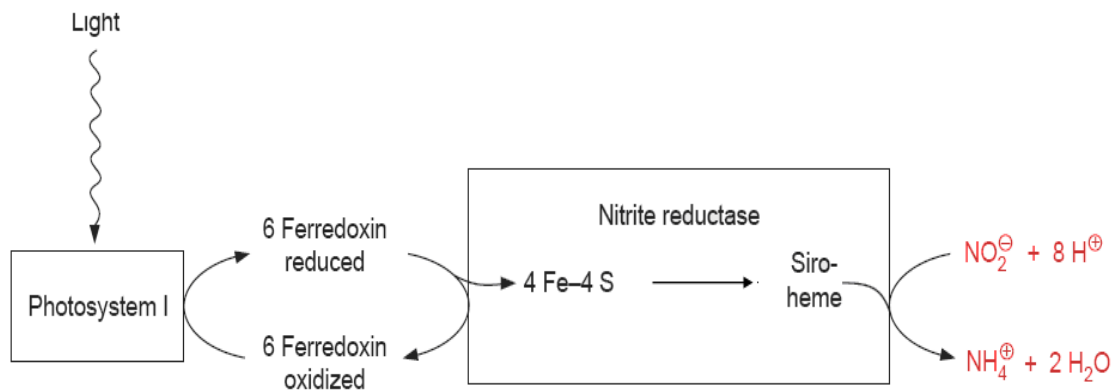 Light
Photosystem I
6 Ferredoxin
reduced
6 Ferredoxin
oxidized
Nitrite reductase
4 Fe–4 S
Siro-
heme
NO₂⊖ + 8 H⊕
NH₄⊕ + 2 H₂O